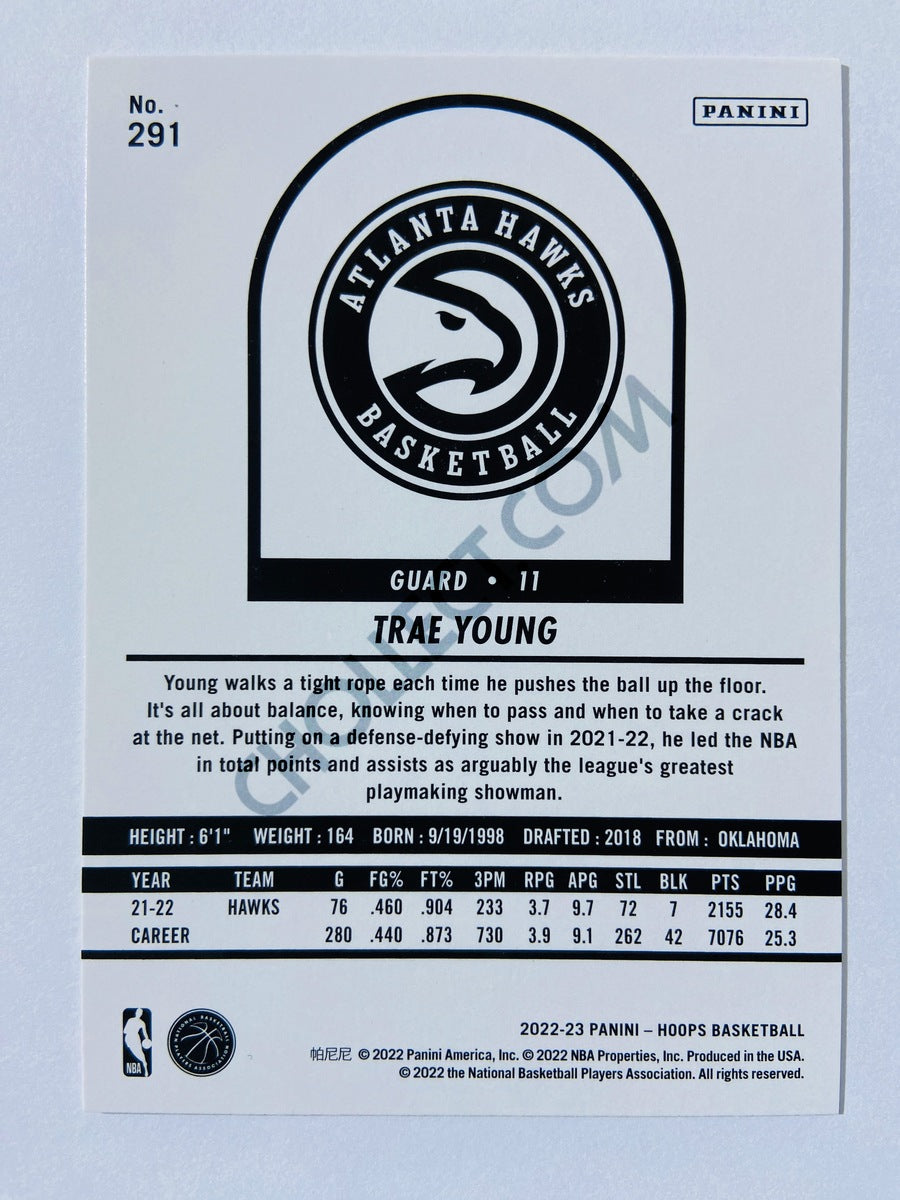 No.
291
PANINI
ATLANTA HAWKS
BASKETBALL
GUARD • 11
TRAE YOUNG
Young walks a tight rope each time he pushes the ball up the floor.
It's all about balance, knowing when to pass and when to take a crack
at the net. Putting on a defense-defying show in 2021-22, he led the NBA
in total points and assists as arguably the league's greatest
playmaking showman.
HEIGHT : 6'1" WEIGHT : 164 BORN : 9/19/1998 DRAFTED : 2018 FROM : OKLAHOMA
YEAR TEAM G FG% FT% 3PM RPG APG STL BLK PTS PPG
21-22 HAWKS 76 .460 .904 233 3.7 9.7 72 7 2155 28.4
CAREER 280 .440 .873 730 3.9 9.1 262 42 7076 25.3
NBA
NATIONAL BASKETBALL
PLAYERS ASSOCIATION
2022-23 PANINI – HOOPS BASKETBALL
帕尼尼 © 2022 Panini America, Inc. © 2022 NBA Properties, Inc. Produced in the USA.
© 2022 the National Basketball Players Association. All rights reserved.
CHOLLECT.COM